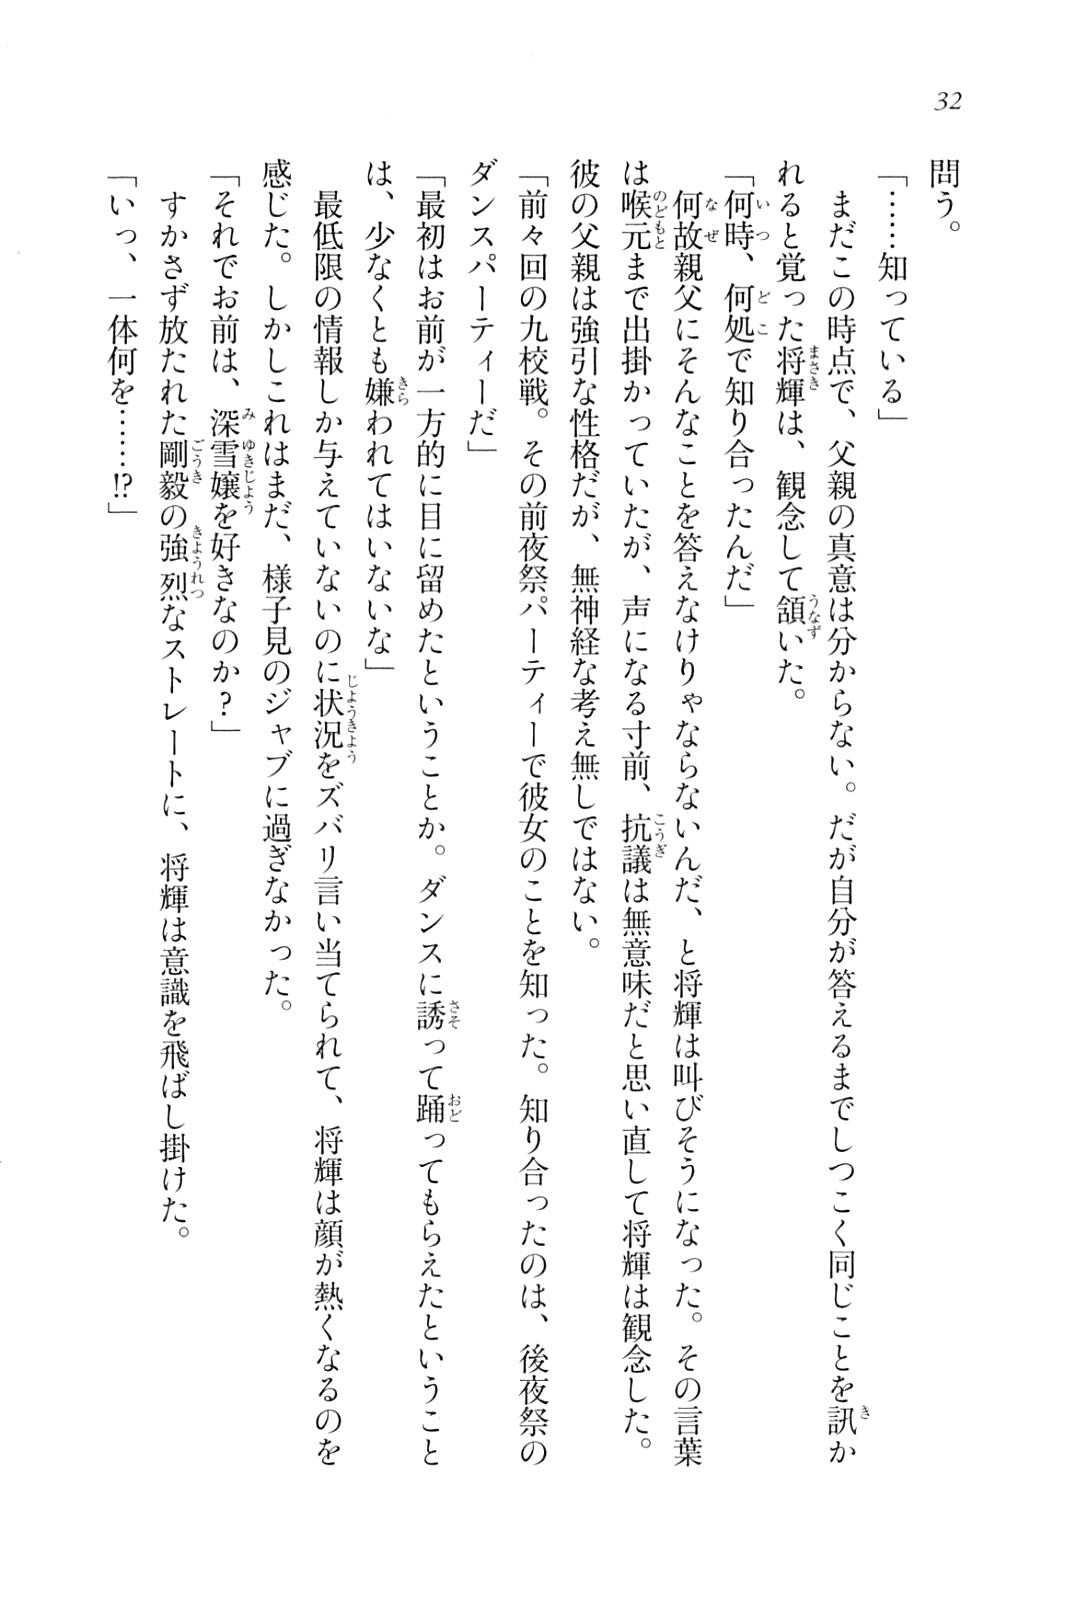 32
問う。
「……知っている」
　まだこの時点で、父親の真意は分からない。だが自分が答えるまでしつこく同じことを訊か
れると覚った将輝は、観念して頷いた。
「何時、何処で知り合ったんだ」
　何故親父にそんなことを答えなけりゃならないんだ、と将輝は叫びそうになった。その言葉
は喉元まで出掛かっていたが、声になる寸前、抗議は無意味だと思い直して将輝は観念した。
彼の父親は強引な性格だが、無神経な考え無しではない。
「前々回の九校戦。その前夜祭パーティーで彼女のことを知った。知り合ったのは、後夜祭の
ダンスパーティーだ」
「最初はお前が一方的に目に留めたということか。ダンスに誘って踊ってもらえたということ
は、少なくとも嫌われてはいないな」
　最低限の情報しか与えていないのに状況をズバリ言い当てられて、将輝は顔が熱くなるのを
感じた。しかしこれはまだ、様子見のジャブに過ぎなかった。
「それでお前は、深雪嬢を好きなのか？」
　すかさず放たれた剛毅の強烈なストレートに、将輝は意識を飛ばし掛けた。
「いっ、一体何を……!?」